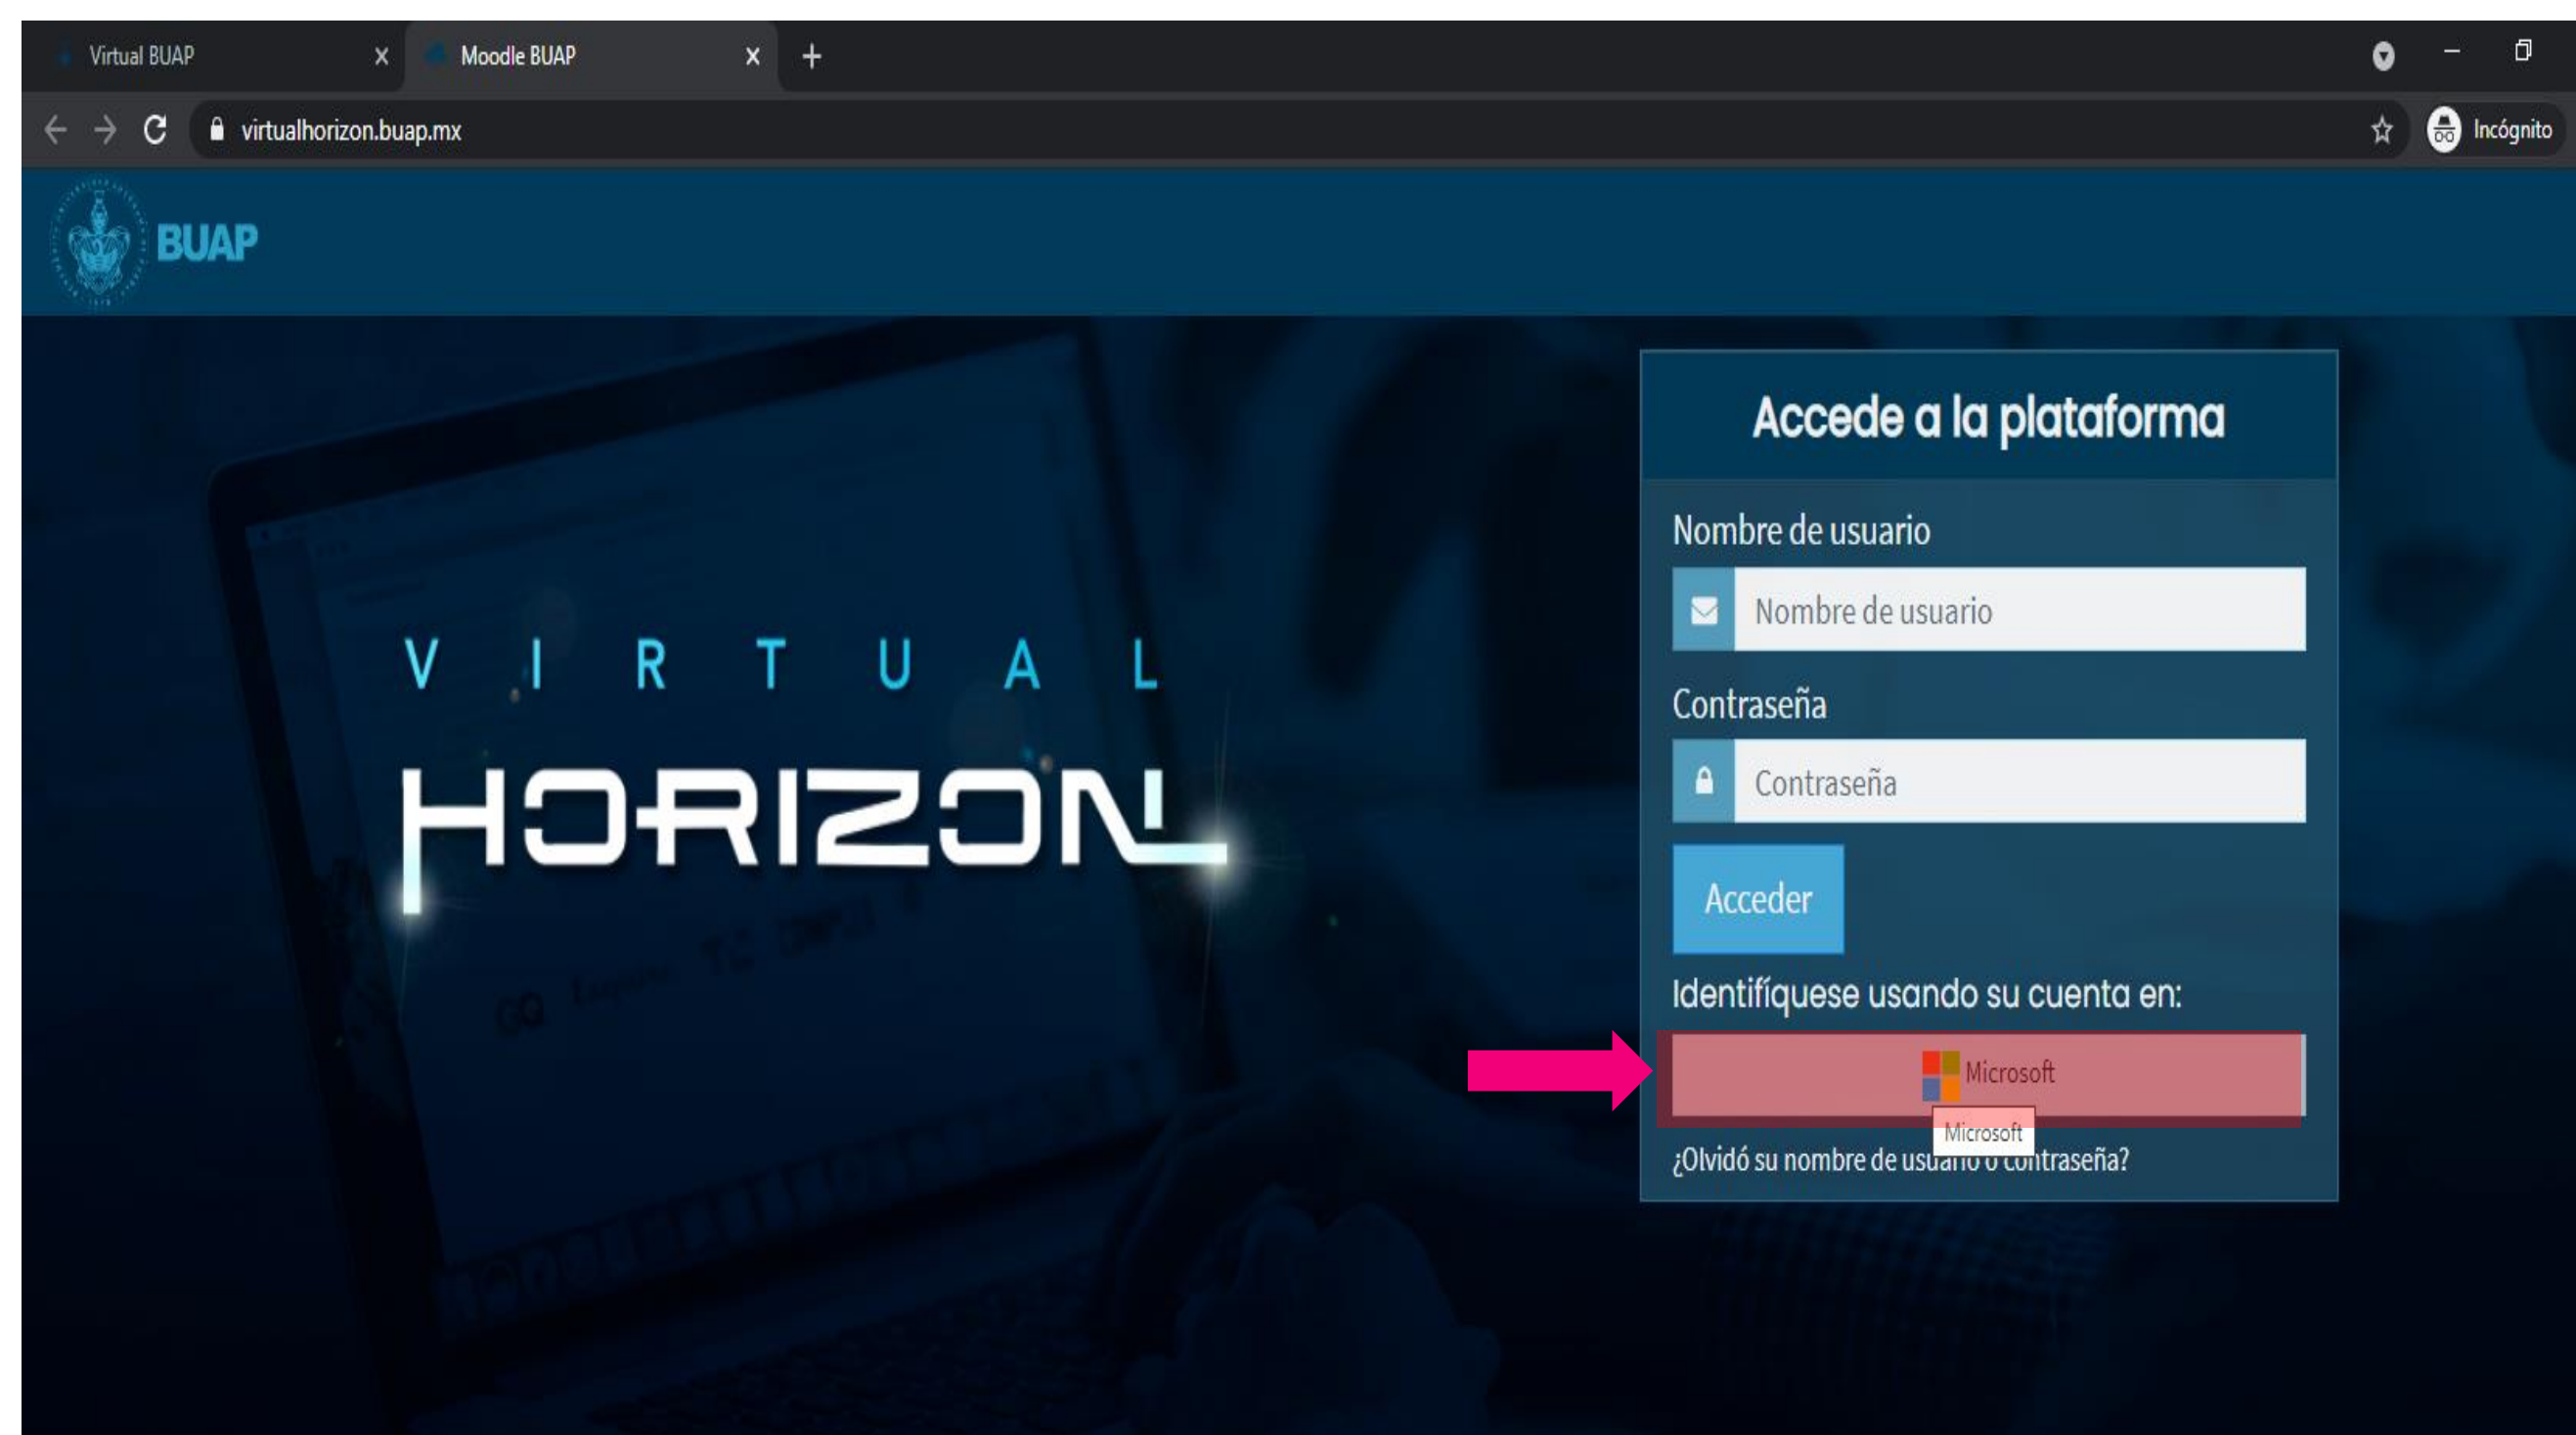 Virtual BUAP
Moodle BUAP
virtualhorizon.buap.mx
Incógnito
BUAP
VIRTUAL
HORIZON
Accede a la plataforma
Nombre de usuario
Nombre de usuario
Contraseña
Contraseña
Acceder
Identifíquese usando su cuenta en:
Microsoft
Microsoft
¿Olvidó su nombre de usuario o contraseña?